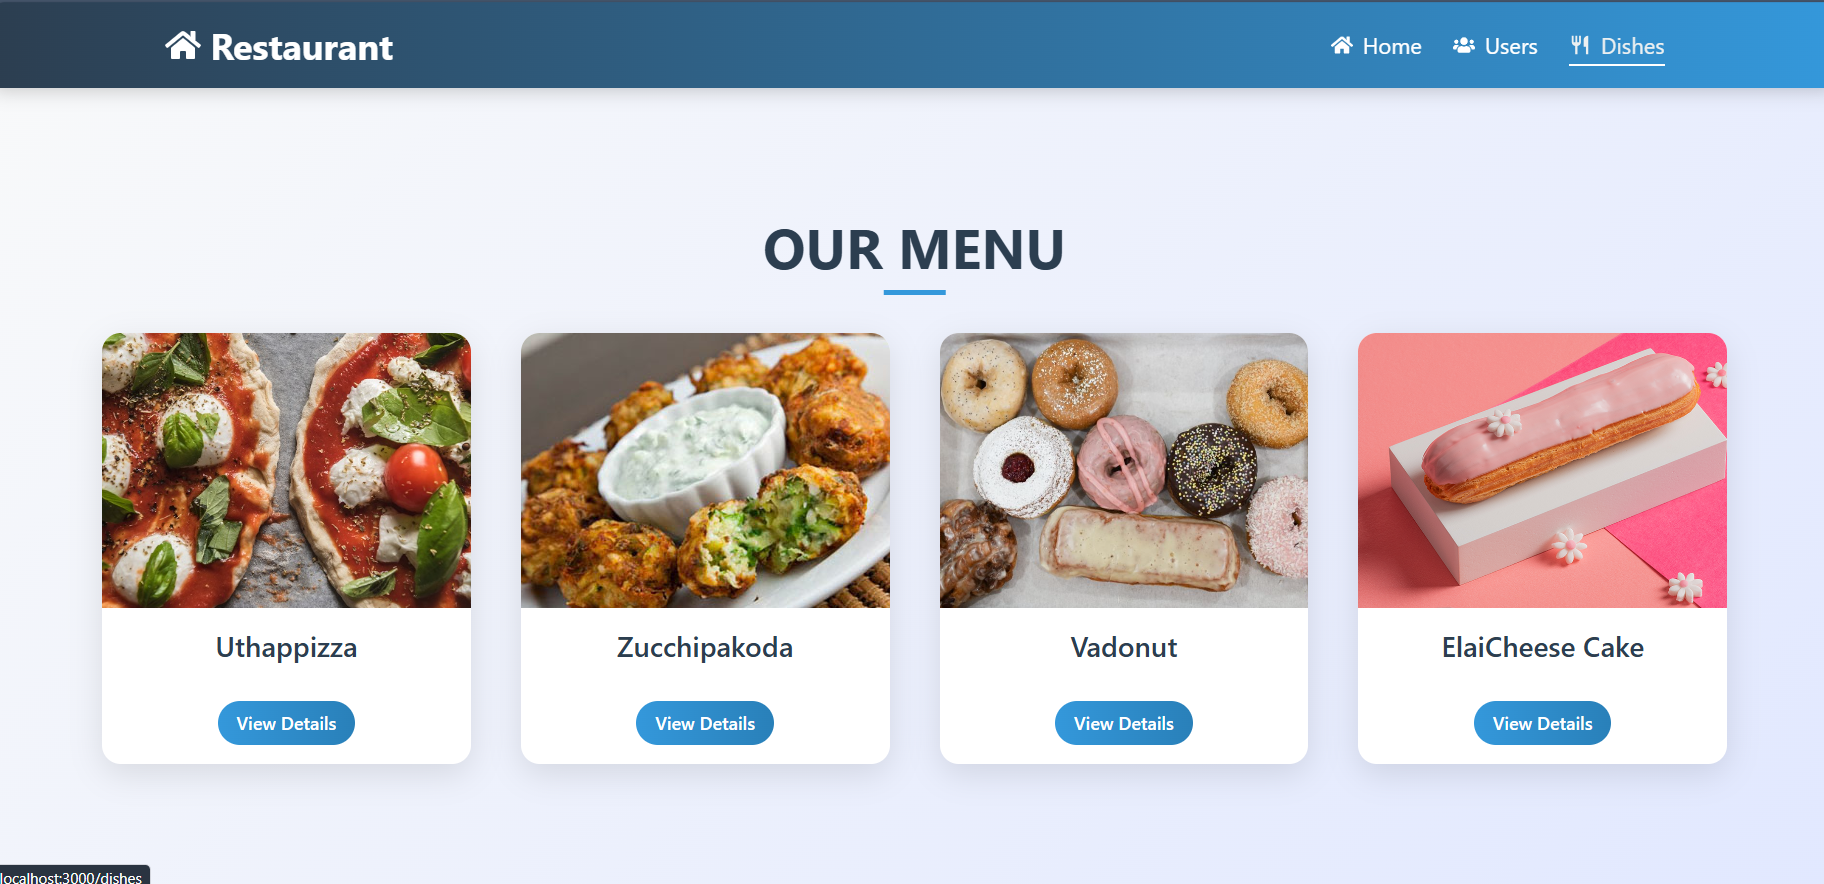 Restaurant
Home
Users
Dishes
OUR MENU
Uthappizza
Zucchipakoda
Vadonut
ElaiCheese Cake
View Details
View Details
View Details
View Details
localhost:3000/dishes